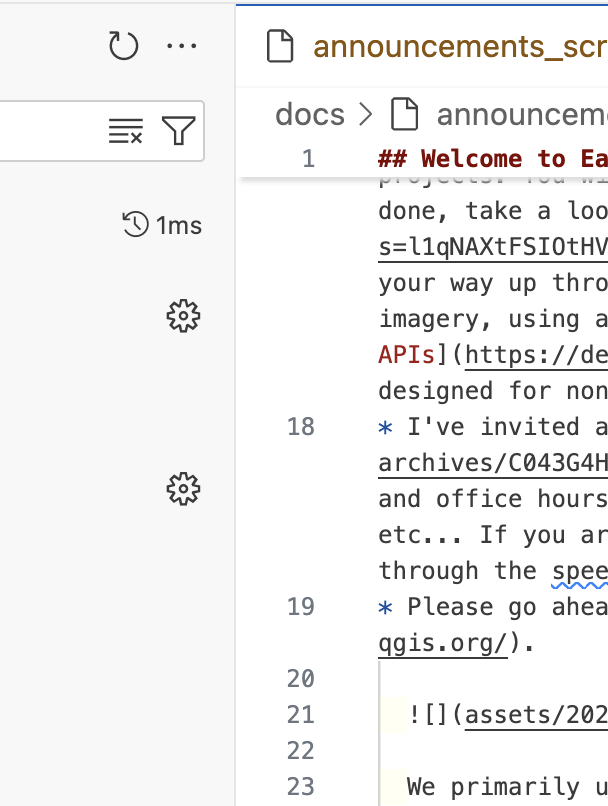 announcements_scr
docs > announcem
1 ## Welcome to Ea
projects. You wi
done, take a loo
s=l1qNAXtFSIOtHV
your way up thro
imagery, using a
APIs](https://de
designed for non
18 * I've invited a
archives/C043G4H
and office hours
etc... If you ar
through the spee
19 * Please go ahea
qgis.org/).
20
21 ![](assets/202
22
23 We primarily u
1ms